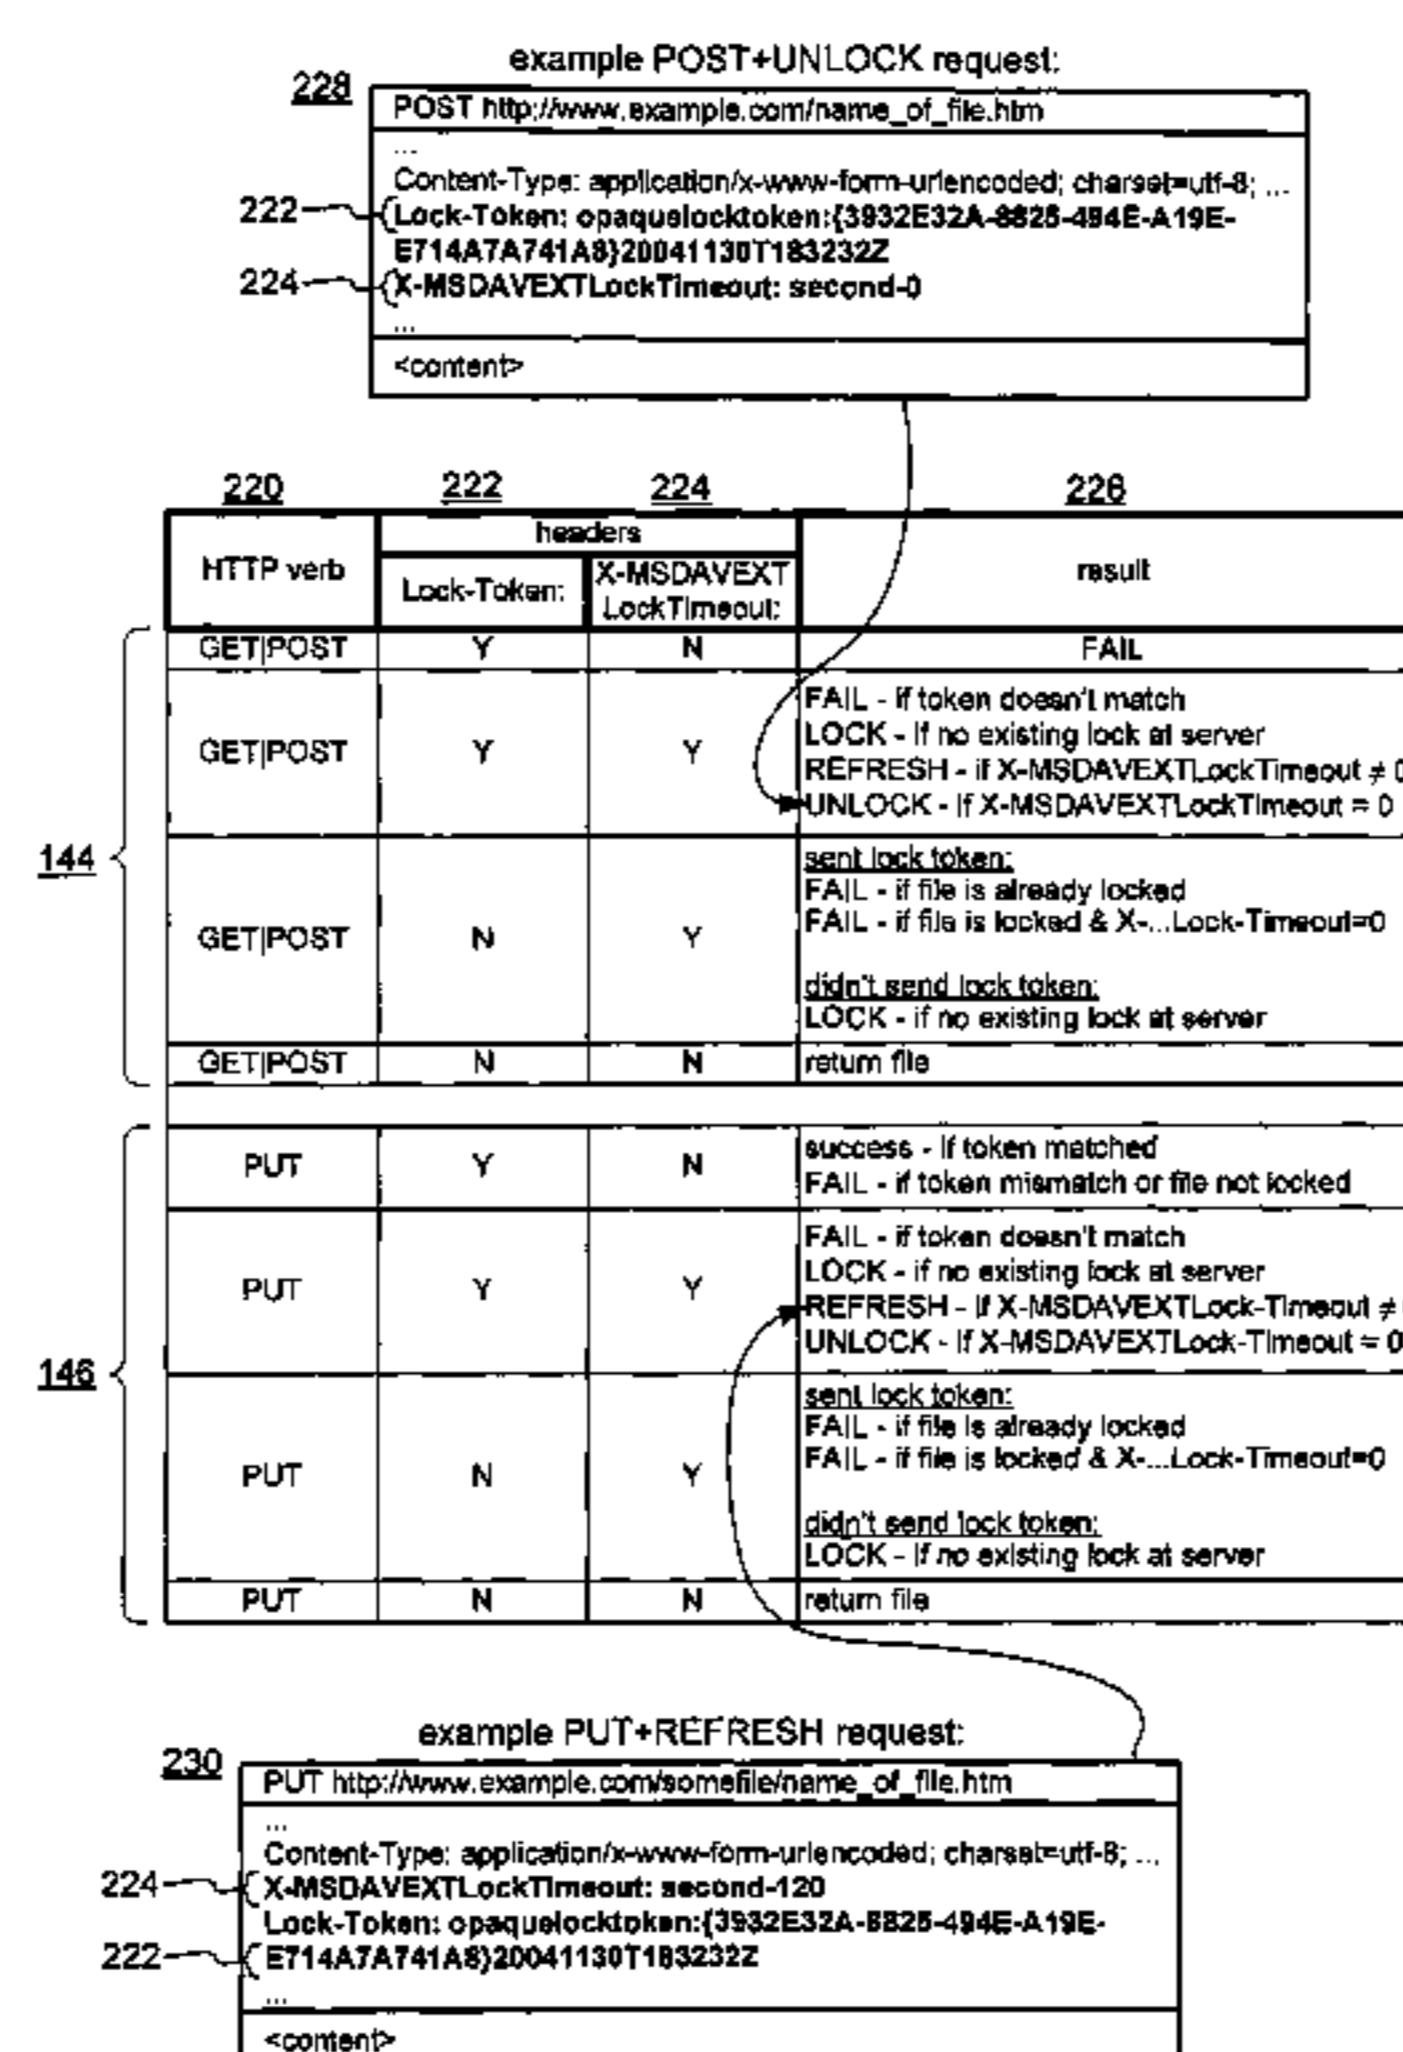 example POST+UNLOCK request:
228
POST http://www.example.com/name_of_file.htm
...
Content-Type: application/x-www-form-urlencoded; charset=utf-8; ...
222
Lock-Token: opaquelocktoken:{3932E32A-8825-494E-A19E-
E714A7A741A8}20041130T183232Z
224
X-MSDAVEXTLockTimeout: second-0
...
<content>
220 222 224 226
HTTP verb
headers
Lock-Token:
X-MSDAVEXT
LockTimeout:
result
144
GET|POST Y N FAIL
GET|POST Y Y
FAIL - if token doesn't match
LOCK - if no existing lock at server
REFRESH - if X-MSDAVEXTLockTimeout ≠ 0
UNLOCK - if X-MSDAVEXTLockTimeout = 0
GET|POST N Y
sent lock token:
FAIL - if file is already locked
FAIL - if file is locked & X-...Lock-Timeout=0
didn't send lock token:
LOCK - if no existing lock at server
GET|POST N N return file
146
PUT Y N
success - if token matched
FAIL - if token mismatch or file not locked
PUT Y Y
FAIL - if token doesn't match
LOCK - if no existing lock at server
REFRESH - if X-MSDAVEXTLock-Timeout ≠
UNLOCK - if X-MSDAVEXTLock-Timeout = 0
PUT N Y
sent lock token:
FAIL - if file is already locked
FAIL - if file is locked & X-...Lock-Timeout=0
didn't send lock token:
LOCK - if no existing lock at server
PUT N N return file
example PUT+REFRESH request:
230
PUT http://www.example.com/somefile/name_of_file.htm
...
Content-Type: application/x-www-form-urlencoded; charset=utf-8; ...
224
X-MSDAVEXTLockTimeout: second-120
Lock-Token: opaquelocktoken:{3932E32A-8825-494E-A19E-
222
E714A7A741A8}20041130T183232Z
...
<content>